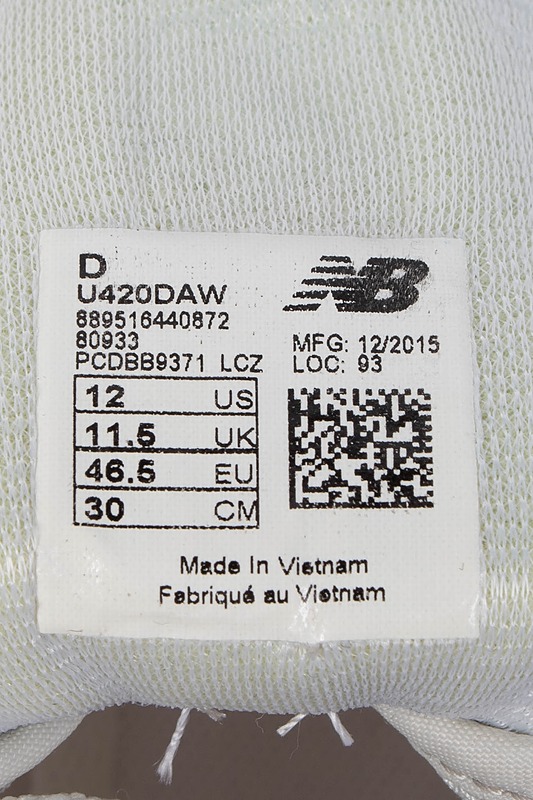 D
U420DAW
889516440872
80933
PCDBB9371 LCZ
NB
MFG: 12/2015
LOC: 93
12 US
11.5 UK
46.5 EU
30 CM
Made In Vietnam
Fabriqué au Vietnam